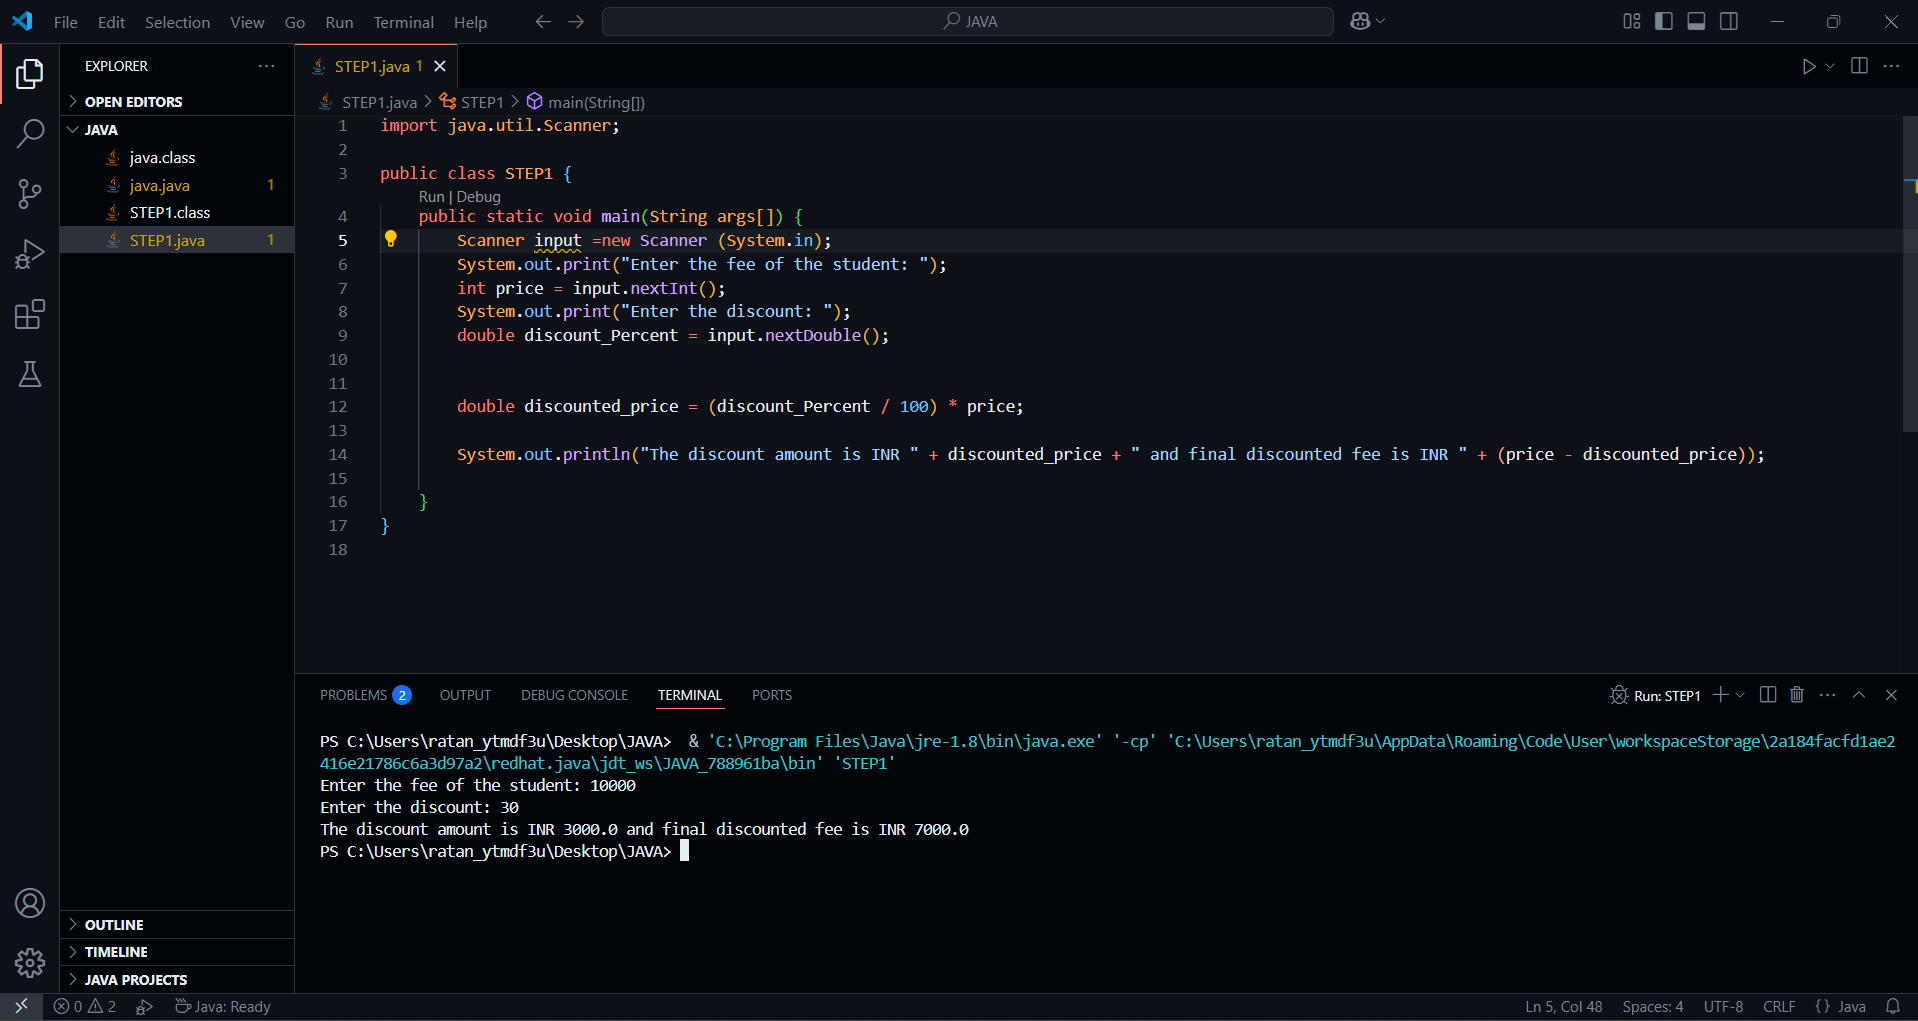 File Edit Selection View Go Run Terminal Help JAVA
EXPLORER
OPEN EDITORS
JAVA
java.class
java.java 1
STEP1.class
STEP1.java 1
OUTLINE
TIMELINE
JAVA PROJECTS
STEP1.java 1
STEP1.java > STEP1 > main(String[])
1 import java.util.Scanner;
2
3 public class STEP1 {
Run | Debug
4 public static void main(String args[]) {
5 Scanner input =new Scanner (System.in);
6 System.out.print("Enter the fee of the student: ");
7 int price = input.nextInt();
8 System.out.print("Enter the discount: ");
9 double discount_Percent = input.nextDouble();
10
11
12 double discounted_price = (discount_Percent / 100) * price;
13
14 System.out.println("The discount amount is INR " + discounted_price + " and final discounted fee is INR " + (price - discounted_price));
15
16 }
17 }
18
PROBLEMS 2 OUTPUT DEBUG CONSOLE TERMINAL PORTS Run: STEP1
PS C:\Users\ratan_ytmdf3u\Desktop\JAVA> & 'C:\Program Files\Java\jre-1.8\bin\java.exe' '-cp' 'C:\Users\ratan_ytmdf3u\AppData\Roaming\Code\User\workspaceStorage\2a184facfd1ae2
416e21786c6a3d97a2\redhat.java\jdt_ws\JAVA_788961ba\bin' 'STEP1'
Enter the fee of the student: 10000
Enter the discount: 30
The discount amount is INR 3000.0 and final discounted fee is INR 7000.0
PS C:\Users\ratan_ytmdf3u\Desktop\JAVA>
0 2 Java: Ready Ln 5, Col 48 Spaces: 4 UTF-8 CRLF {} Java